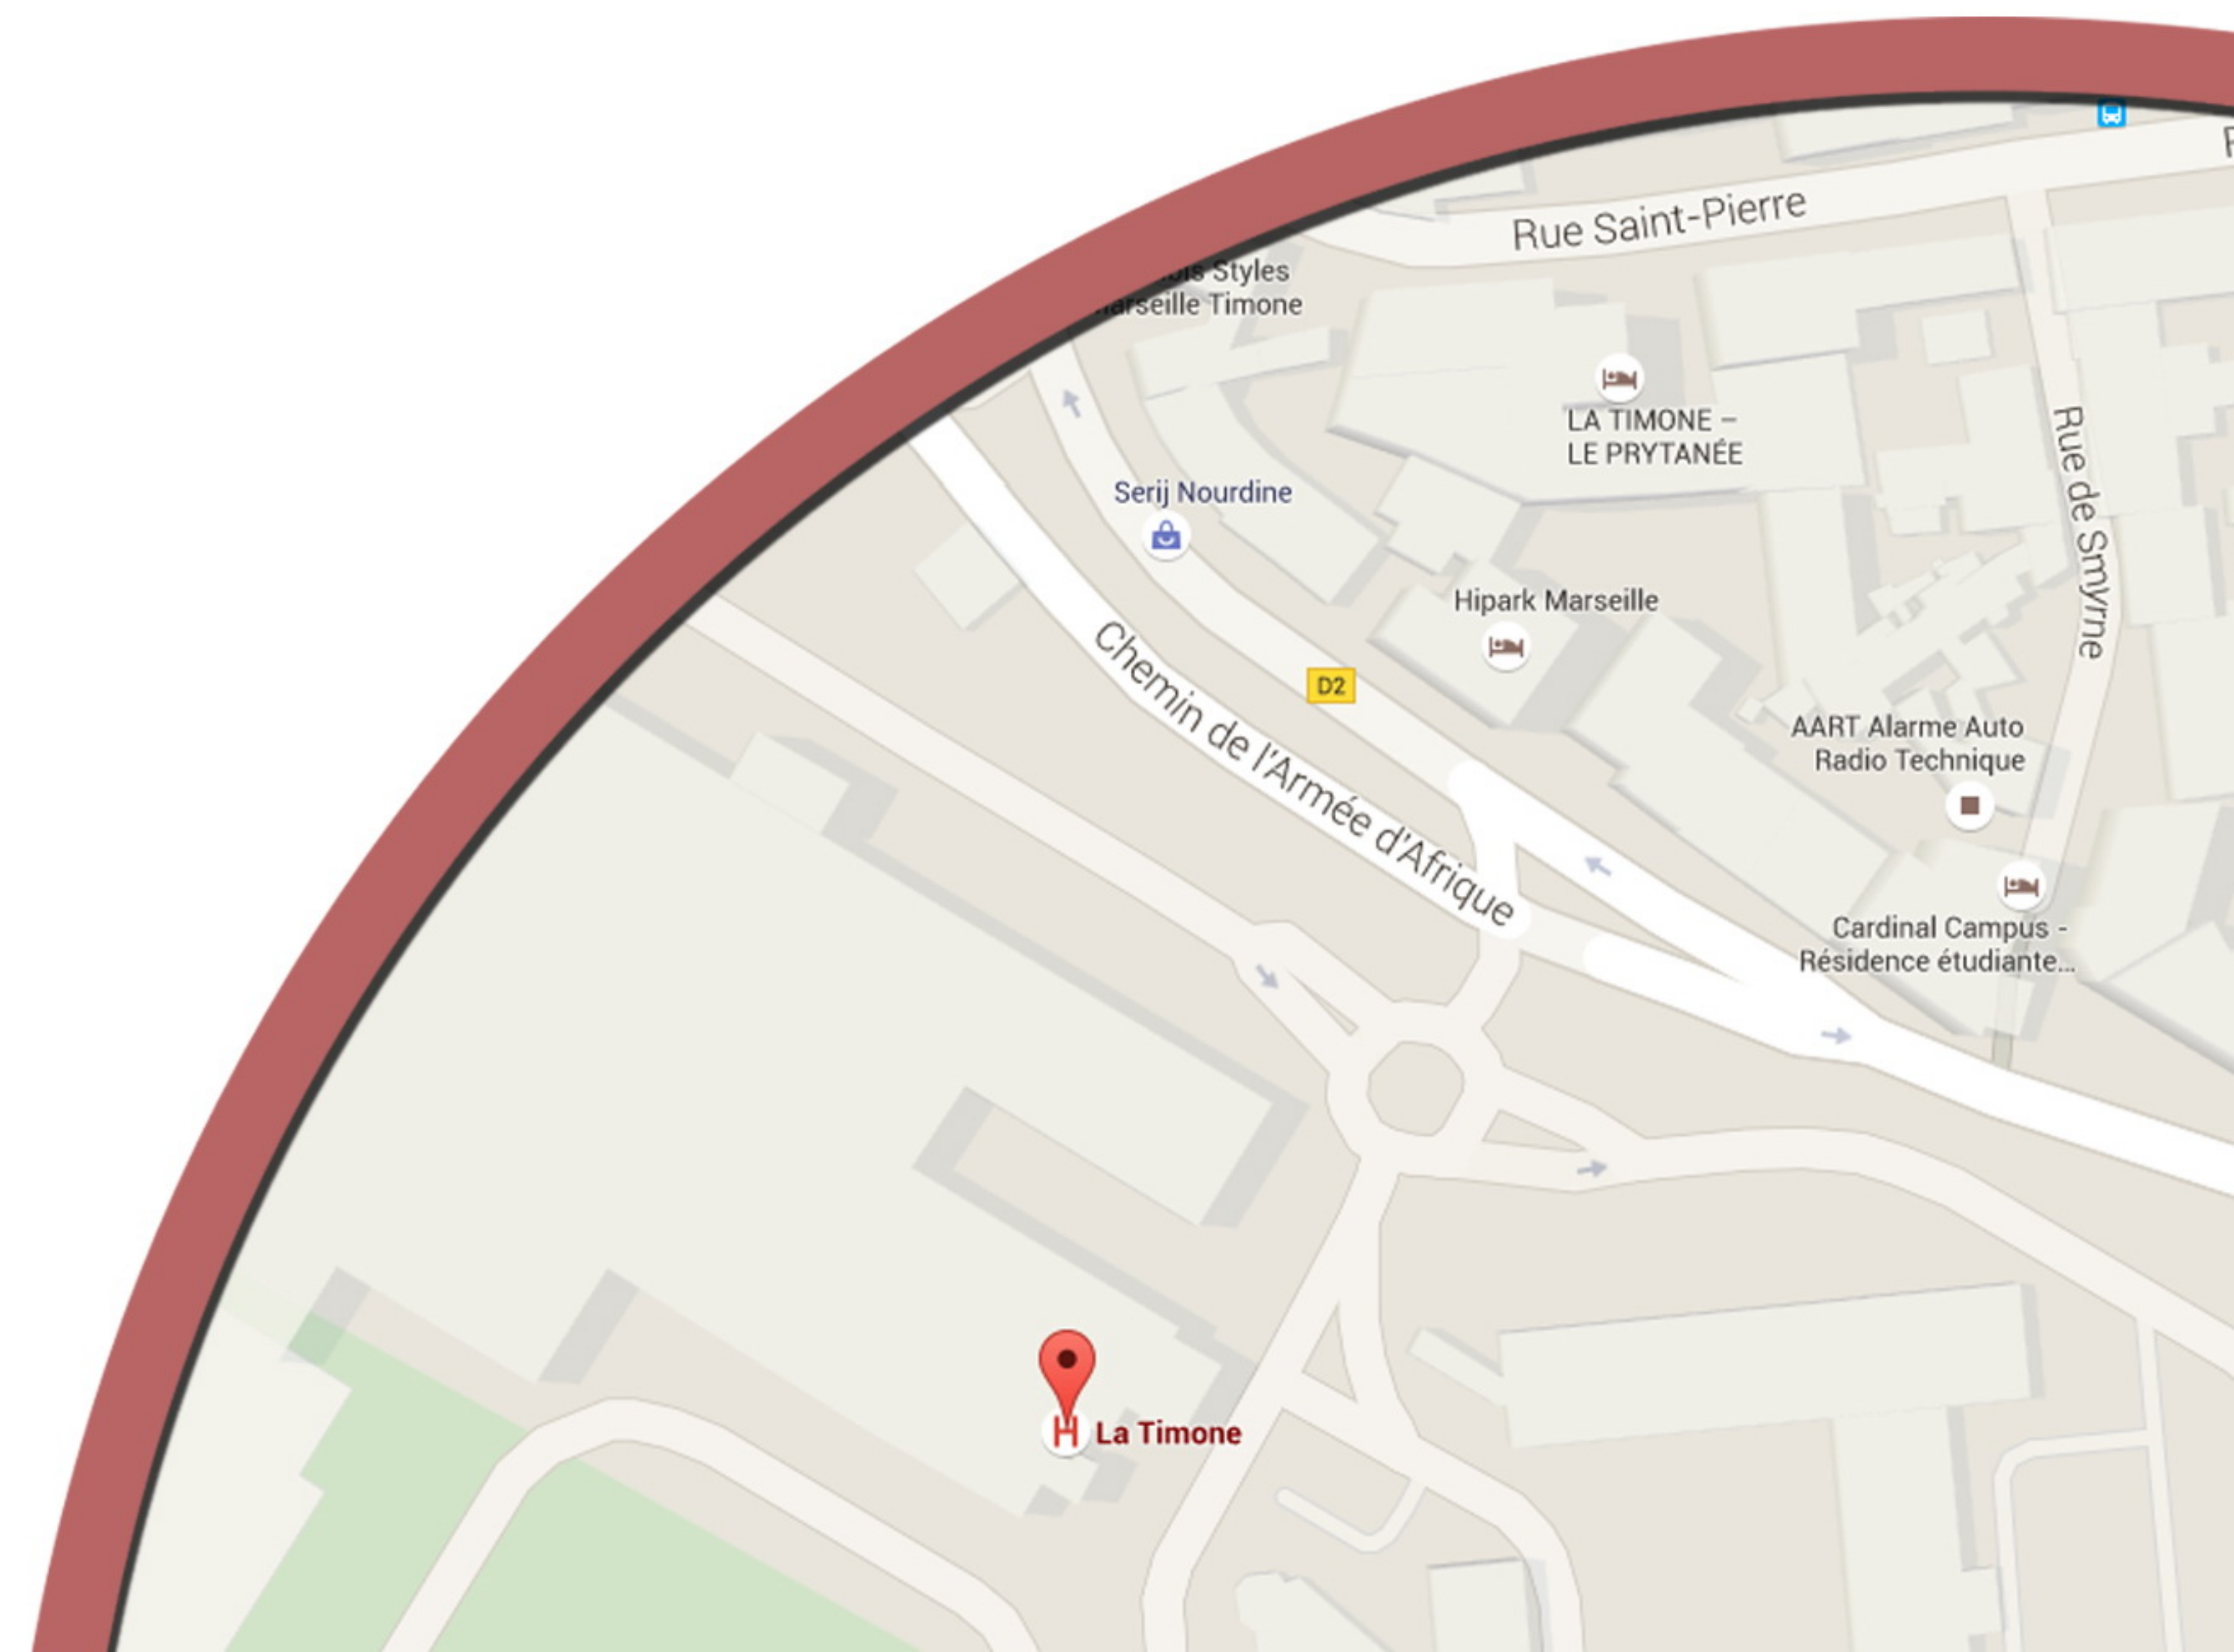 Rue Saint-Pierre
Styles
Marseille Timone
LA TIMONE –
LE PRYTANÉE
Rue de Smyrne
Serij Nourdine
Hipark Marseille
D2
Chemin de l'Armée d'Afrique
AART Alarme Auto
Radio Technique
Cardinal Campus -
Résidence étudiante...
H La Timone